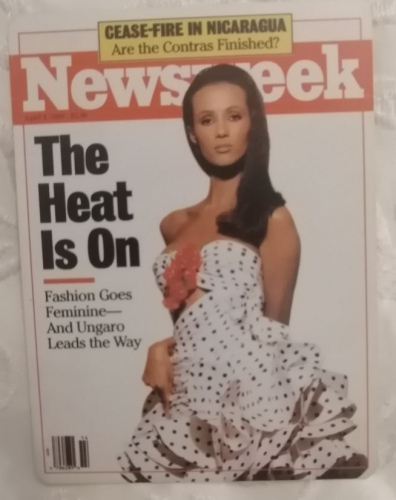 CEASE-FIRE IN NICARAGUA
Are the Contras Finished?
Newsweek
The
Heat
Is On
Fashion Goes
Feminine—
And Ungaro
Leads the Way